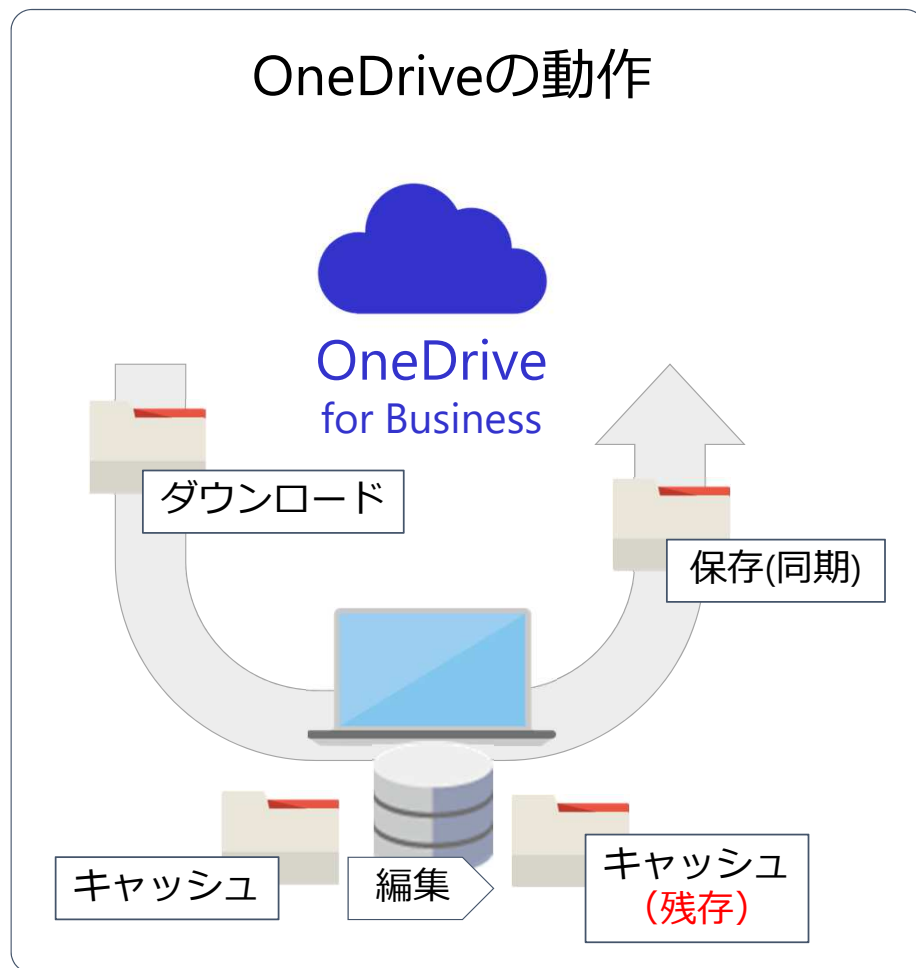 OneDriveの動作
OneDrive
for Business
ダウンロード
保存(同期)
キャッシュ
編集
キャッシュ
（残存）